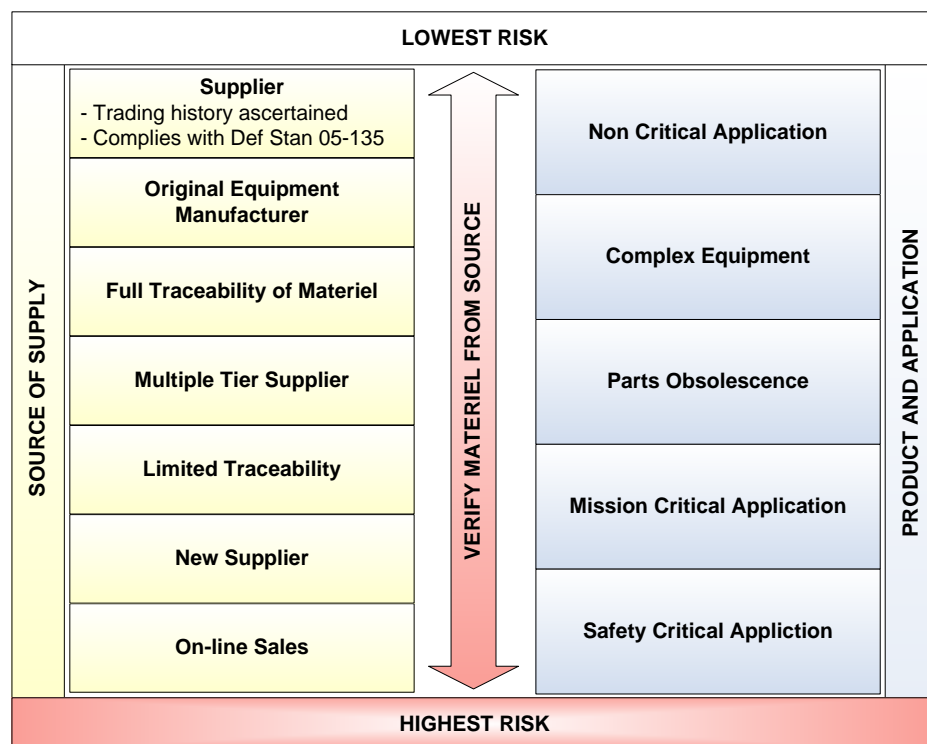 LOWEST RISK
SOURCE OF SUPPLY
Supplier
- Trading history ascertained
- Complies with Def Stan 05-135
Original Equipment
Manufacturer
Full Traceability of Materiel
Multiple Tier Supplier
Limited Traceability
New Supplier
On-line Sales
VERIFY MATERIEL FROM SOURCE
Non Critical Application
Complex Equipment
Parts Obsolescence
Mission Critical Application
Safety Critical Appliction
PRODUCT AND APPLICATION
HIGHEST RISK